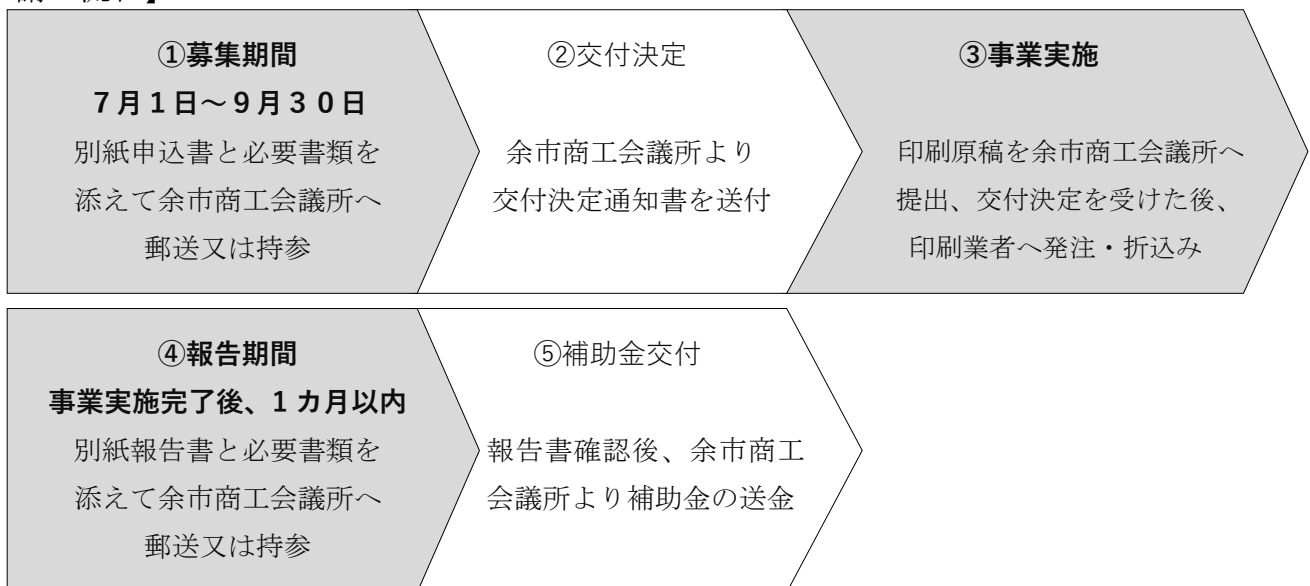 ①募集期間
７月１日～９月３０日
別紙申込書と必要書類を
添えて余市商工会議所へ
郵送又は持参
②交付決定
余市商工会議所より
交付決定通知書を送付
③事業実施
印刷原稿を余市商工会議所へ
提出、交付決定を受けた後、
印刷業者へ発注・折込み
④報告期間
事業実施完了後、１カ月以内
別紙報告書と必要書類を
添えて余市商工会議所へ
郵送又は持参
⑤補助金交付
報告書確認後、余市商工
会議所より補助金の送金